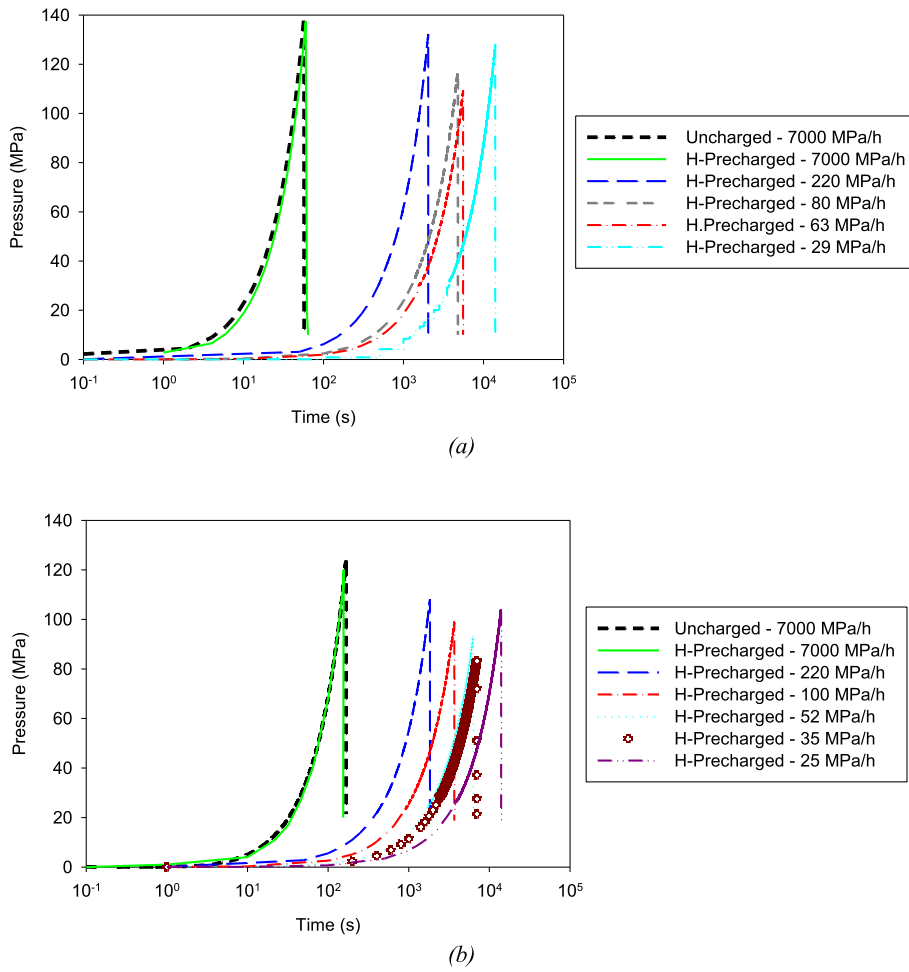 140
120
100
80
60
40
20
0
Pressure (MPa)
10⁻¹ 10⁰ 10¹ 10² 10³ 10⁴ 10⁵
Time (s)
Uncharged - 7000 MPa/h
H-Precharged - 7000 MPa/h
H-Precharged - 220 MPa/h
H-Precharged - 80 MPa/h
H.Precharged - 63 MPa/h
H-Precharged - 29 MPa/h
(a)
140
120
100
80
60
40
20
0
Pressure (MPa)
10⁻¹ 10⁰ 10¹ 10² 10³ 10⁴ 10⁵
Time (s)
Uncharged - 7000 MPa/h
H-Precharged - 7000 MPa/h
H-Precharged - 220 MPa/h
H-Precharged - 100 MPa/h
H-Precharged - 52 MPa/h
H-Precharged - 35 MPa/h
H-Precharged - 25 MPa/h
(b)